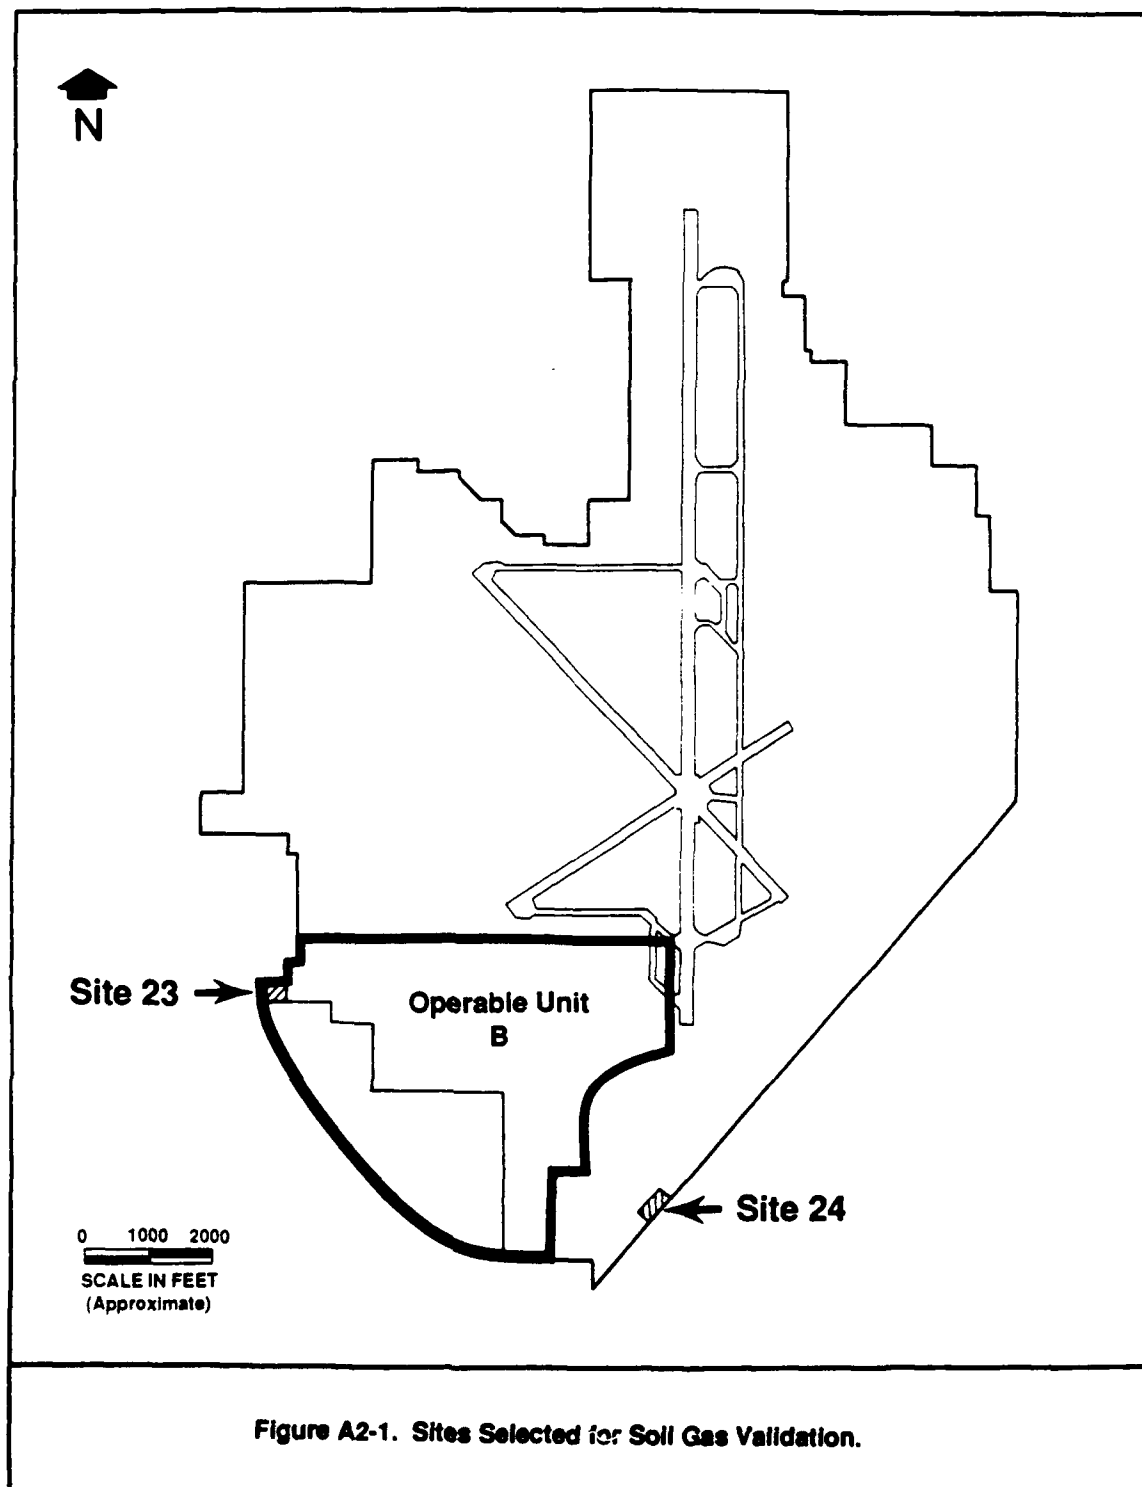 N
Site 23
Operable Unit
B
Site 24
0 1000 2000
SCALE IN FEET
(Approximate)
Figure A2-1. Sites Selected for Soil Gas Validation.